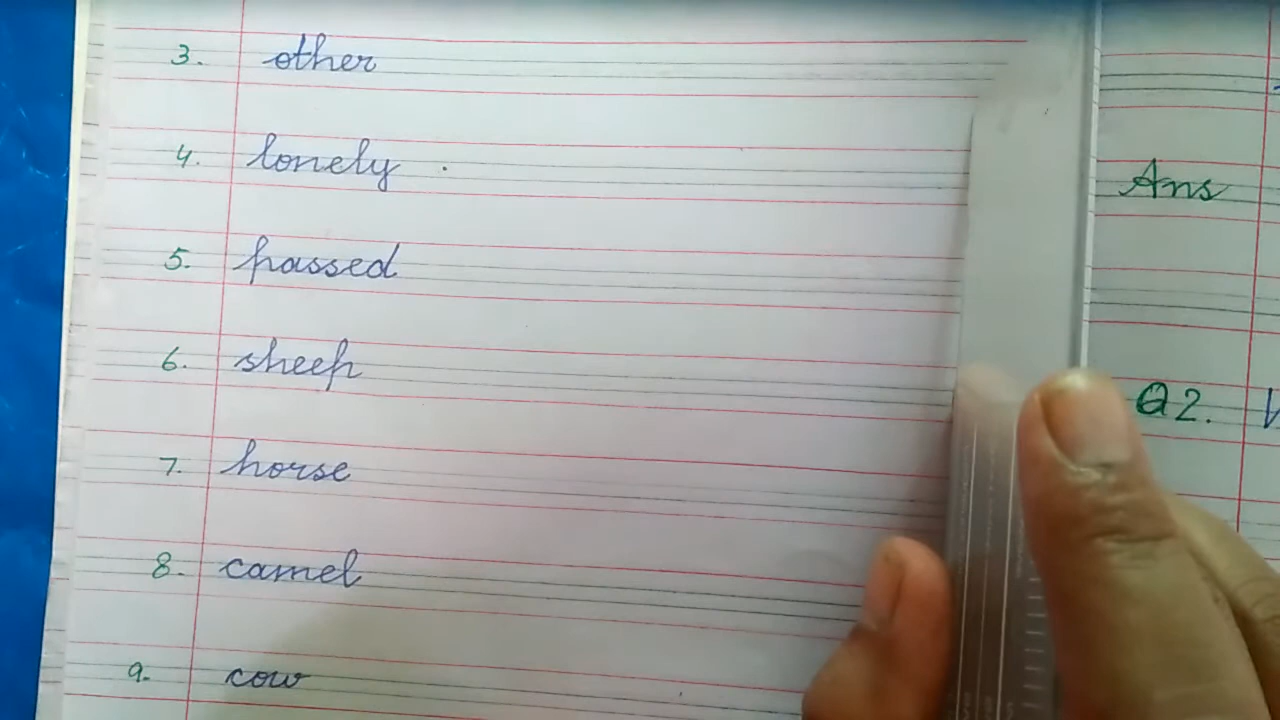 3. other
4. lonely
5. passed
6. sheep
7. horse
8. camel
9. cow
Ans
Q2.